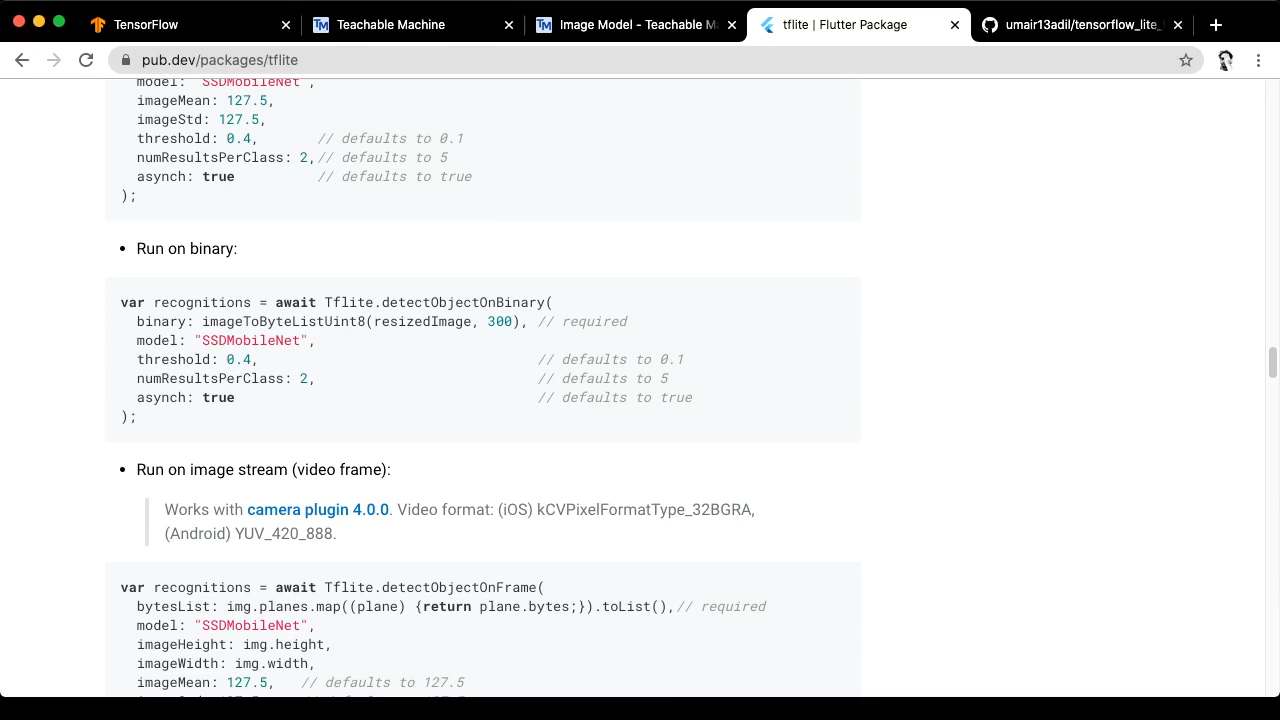 TensorFlow
Teachable Machine
Image Model - Teachable M
tflite | Flutter Package
umair13adil/tensorflow_lite_
pub.dev/packages/tflite
model: "SSDMobileNet",
imageMean: 127.5,
imageStd: 127.5,
threshold: 0.4, // defaults to 0.1
numResultsPerClass: 2,// defaults to 5
asynch: true // defaults to true
);
• Run on binary:
var recognitions = await Tflite.detectObjectOnBinary(
binary: imageToByteListUint8(resizedImage, 300), // required
model: "SSDMobileNet",
threshold: 0.4, // defaults to 0.1
numResultsPerClass: 2, // defaults to 5
asynch: true // defaults to true
);
• Run on image stream (video frame):
Works with camera plugin 4.0.0. Video format: (iOS) kCVPixelFormatType_32BGRA,
(Android) YUV_420_888.
var recognitions = await Tflite.detectObjectOnFrame(
bytesList: img.planes.map((plane) {return plane.bytes;}).toList(),// required
model: "SSDMobileNet",
imageHeight: img.height,
imageWidth: img.width,
imageMean: 127.5, // defaults to 127.5